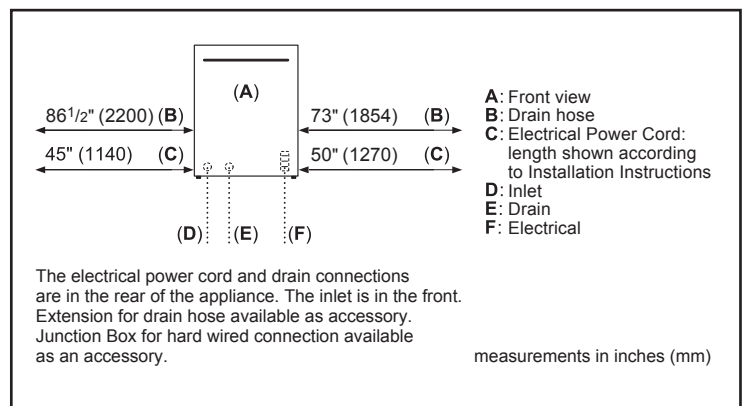 (A)
86 1/2" (2200) (B)
73" (1854) (B)
45" (1140) (C)
50" (1270) (C)
(D)
(E)
(F)
A: Front view
B: Drain hose
C: Electrical Power Cord:
length shown according
to Installation Instructions
D: Inlet
E: Drain
F: Electrical
The electrical power cord and drain connections
are in the rear of the appliance. The inlet is in the front.
Extension for drain hose available as accessory.
Junction Box for hard wired connection available
as an accessory.
measurements in inches (mm)